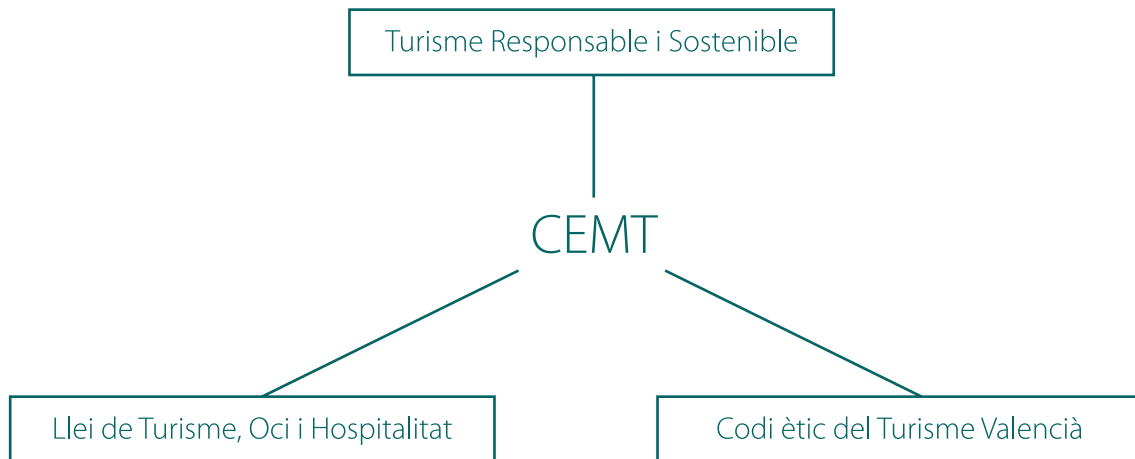 Turisme Responsable i Sostenible
CEMT
Llei de Turisme, Oci i Hospitalitat
Codi ètic del Turisme Valencià